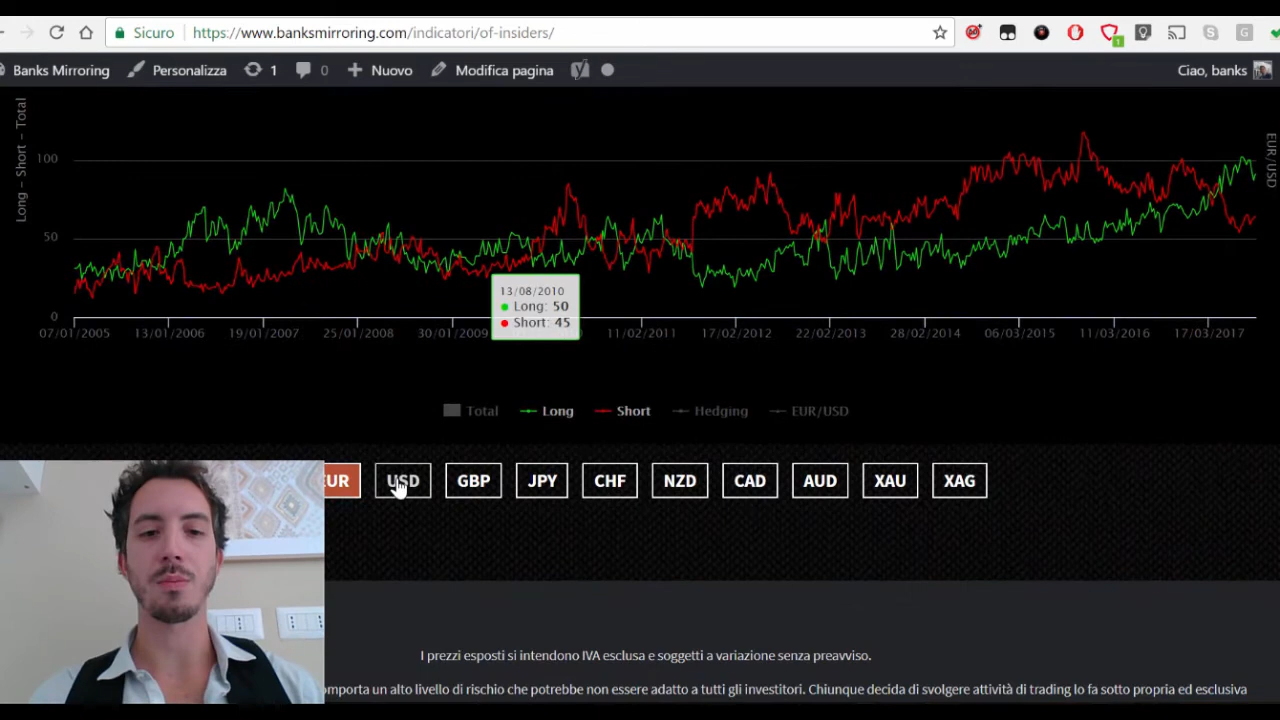 Sicuro https://www.banksmirroring.com/indicatori/of-insiders/
1
Banks Mirroring Personalizza 1 0 Nuovo Modifica pagina Ciao, banks
Long - Short - Total
EUR/USD
100
50
0
13/08/2010
Long: 50
Short: 45
07/01/2005 13/01/2006 19/01/2007 25/01/2008 30/01/2009 11/02/2011 17/02/2012 22/02/2013 28/02/2014 06/03/2015 11/03/2016 17/03/2017
Total Long Short Hedging EUR/USD
EUR USD GBP JPY CHF NZD CAD AUD XAU XAG
I prezzi esposti si intendono IVA esclusa e soggetti a variazione senza preavviso.
omporta un alto livello di rischio che potrebbe non essere adatto a tutti gli investitori. Chiunque decida di svolgere attività di trading lo fa sotto propria ed esclusiva